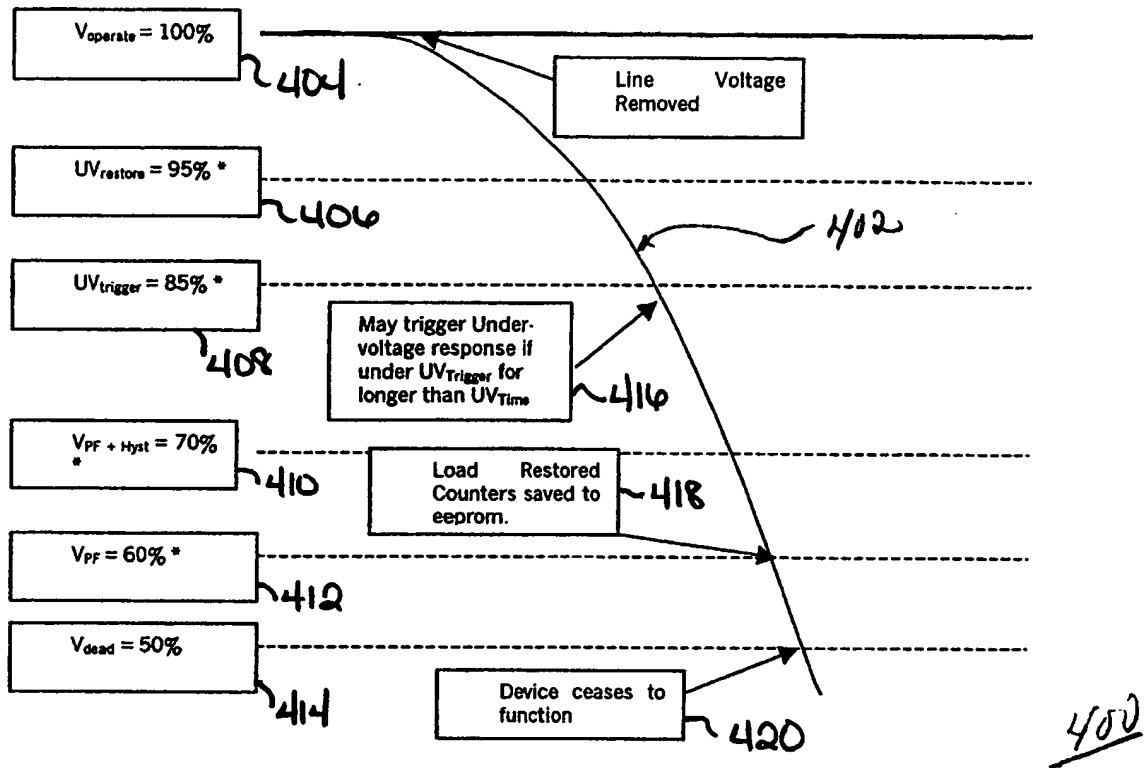 V_operate = 100%
404
Line Voltage
Removed
UV_restore = 95% *
406
402
UV_trigger = 85% *
408
May trigger Under-
voltage response if
under UV_Trigger for
longer than UV_Time
416
V_PF + Hyst = 70%
*
410
Load Restored
Counters saved to
eeprom.
418
V_PF = 60% *
412
V_dead = 50%
414
Device ceases to
function
420
400